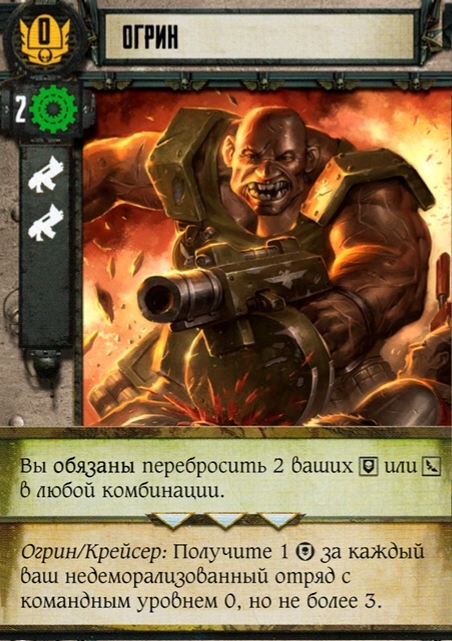 0
ОГРИН
2
Вы обязаны перебросить 2 ваших или
в любой комбинации.
Огрин/Крейсер: Получите 1 за каждый
ваш недеморализованный отряд с
командным уровнем 0, но не более 3.